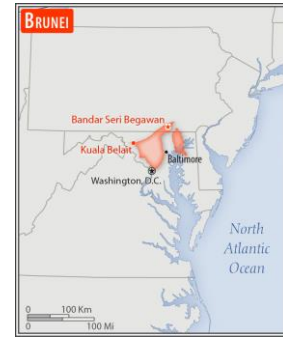 BRUNEI
Bandar Seri Begawan
Kuala Belait
Baltimore
Washington, D.C.
North
Atlantic
Ocean
0 100 Km
0 100 Mi